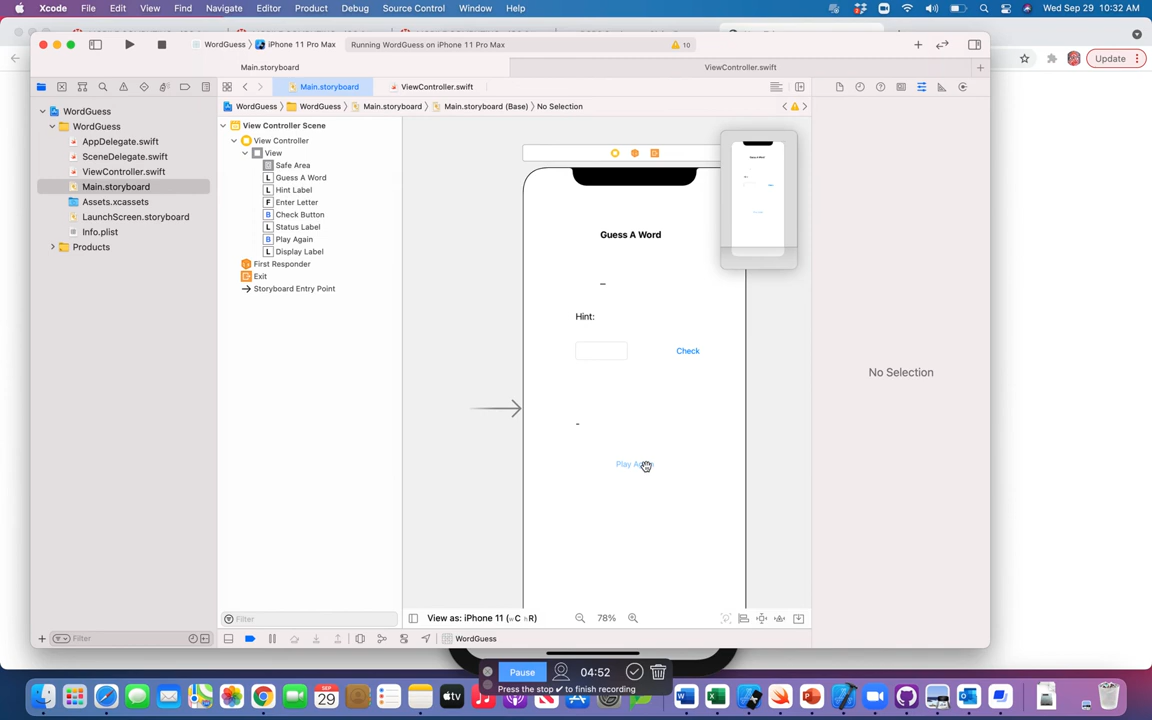 Xcode File Edit View Find Navigate Editor Product Debug Source Control Window Help Wed Sep 29 10:32 AM
Update
WordGuess iPhone 11 Pro Max Running WordGuess on iPhone 11 Pro Max 10
Main.storyboard ViewController.swift
Main.storyboard ViewController.swift
WordGuess WordGuess Main.storyboard Main.storyboard (Base) No Selection
WordGuess
WordGuess
AppDelegate.swift
SceneDelegate.swift
ViewController.swift
Main.storyboard
Assets.xcassets
LaunchScreen.storyboard
Info.plist
Products
View Controller Scene
View Controller
View
Safe Area
L Guess A Word
L Hint Label
F Enter Letter
B Check Button
L Status Label
B Play Again
L Display Label
First Responder
Exit
Storyboard Entry Point
Guess A Word
_
Hint:
Check
-
Play
No Selection
Filter
Filter
View as: iPhone 11 (wC hR) 78%
WordGuess
Pause 04:52
Press the stop ✔ to finish recording
SEP
29
tv